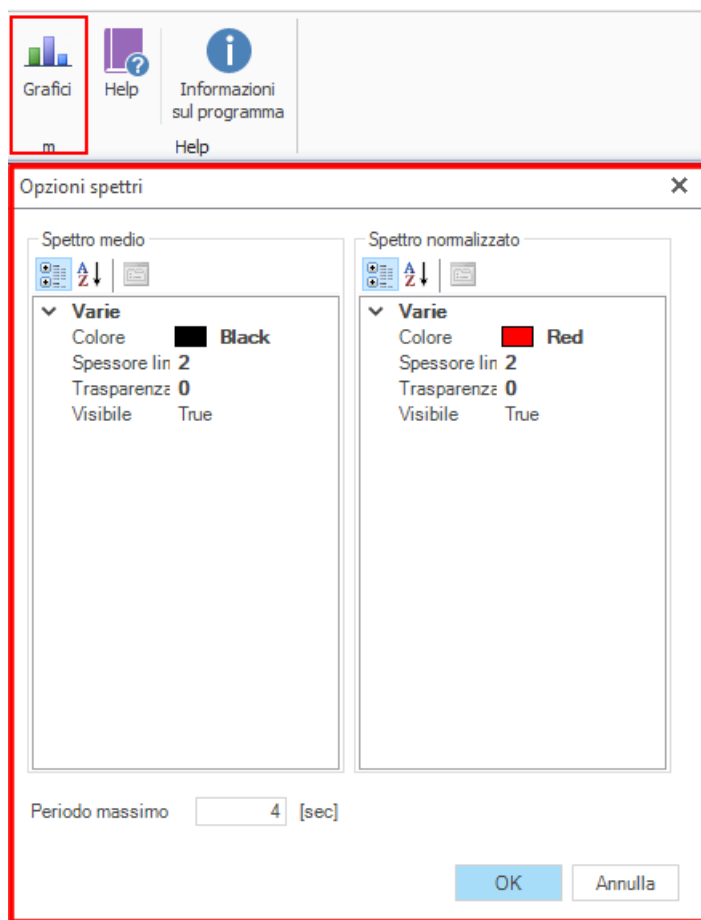 Grafici
Help
Informazioni
sul programma
m
Help
Opzioni spettri
Spettro medio
Varie
Colore Black
Spessore lin 2
Trasparenza 0
Visibile True
Spettro normalizzato
Varie
Colore Red
Spessore lin 2
Trasparenza 0
Visibile True
Periodo massimo 4 [sec]
OK
Annulla